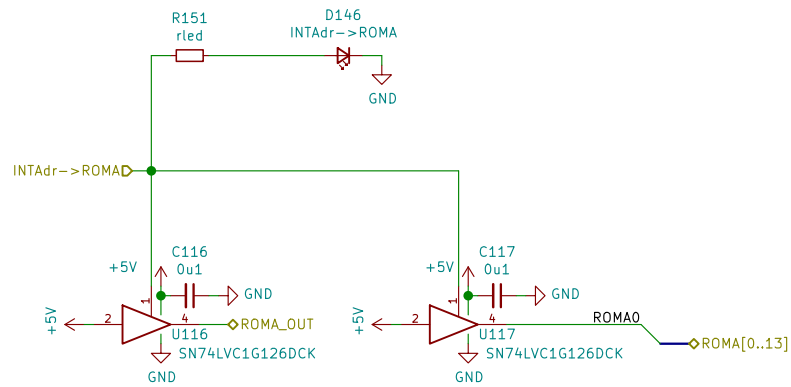 R151
rled
D146
INTAdr->ROMA
GND
INTAdr->ROMA
+5V
C116
0u1
GND
1
+5V
2
4
ROMA_OUT
U116
SN74LVC1G126DCK
GND
+5V
C117
0u1
GND
1
+5V
2
4
ROMA0
U117
SN74LVC1G126DCK
GND
ROMA[0..13]